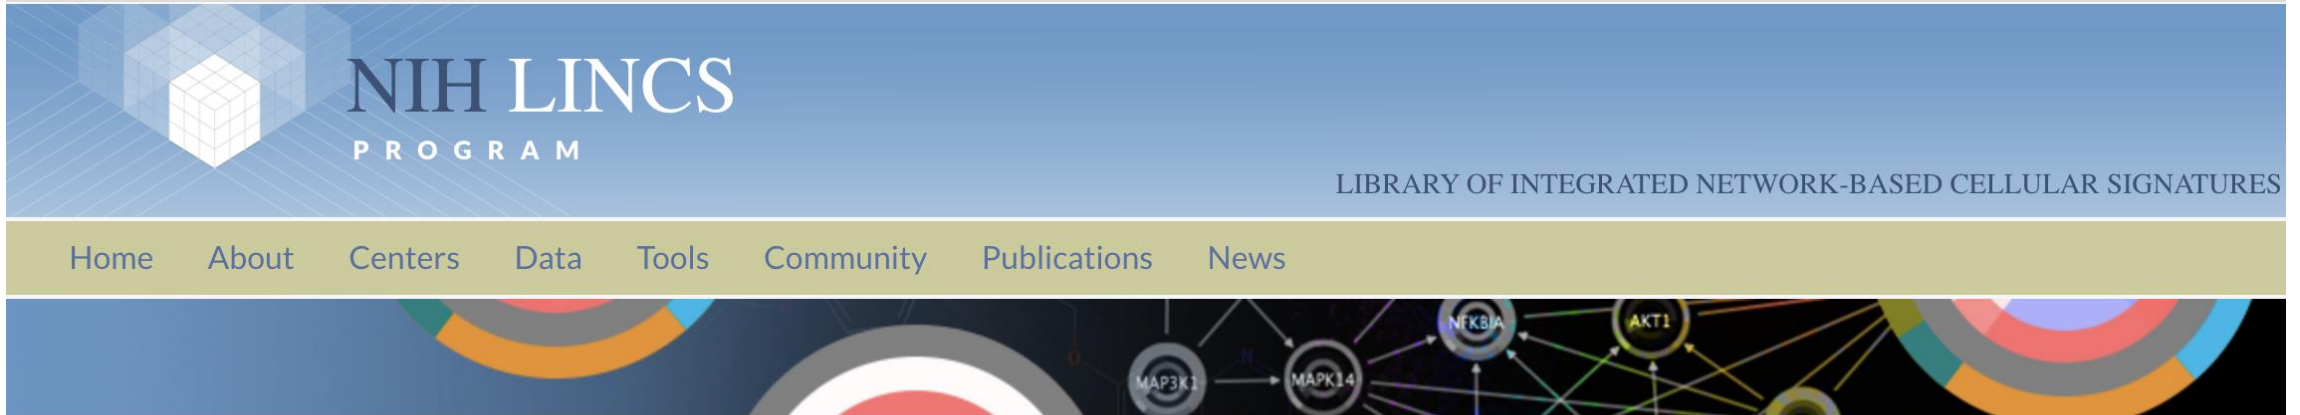 NIH LINCS
PROGRAM
LIBRARY OF INTEGRATED NETWORK-BASED CELLULAR SIGNATURES
Home About Centers Data Tools Community Publications News
NFKBIA AKT1
MAP3K1 MAPK14
O N